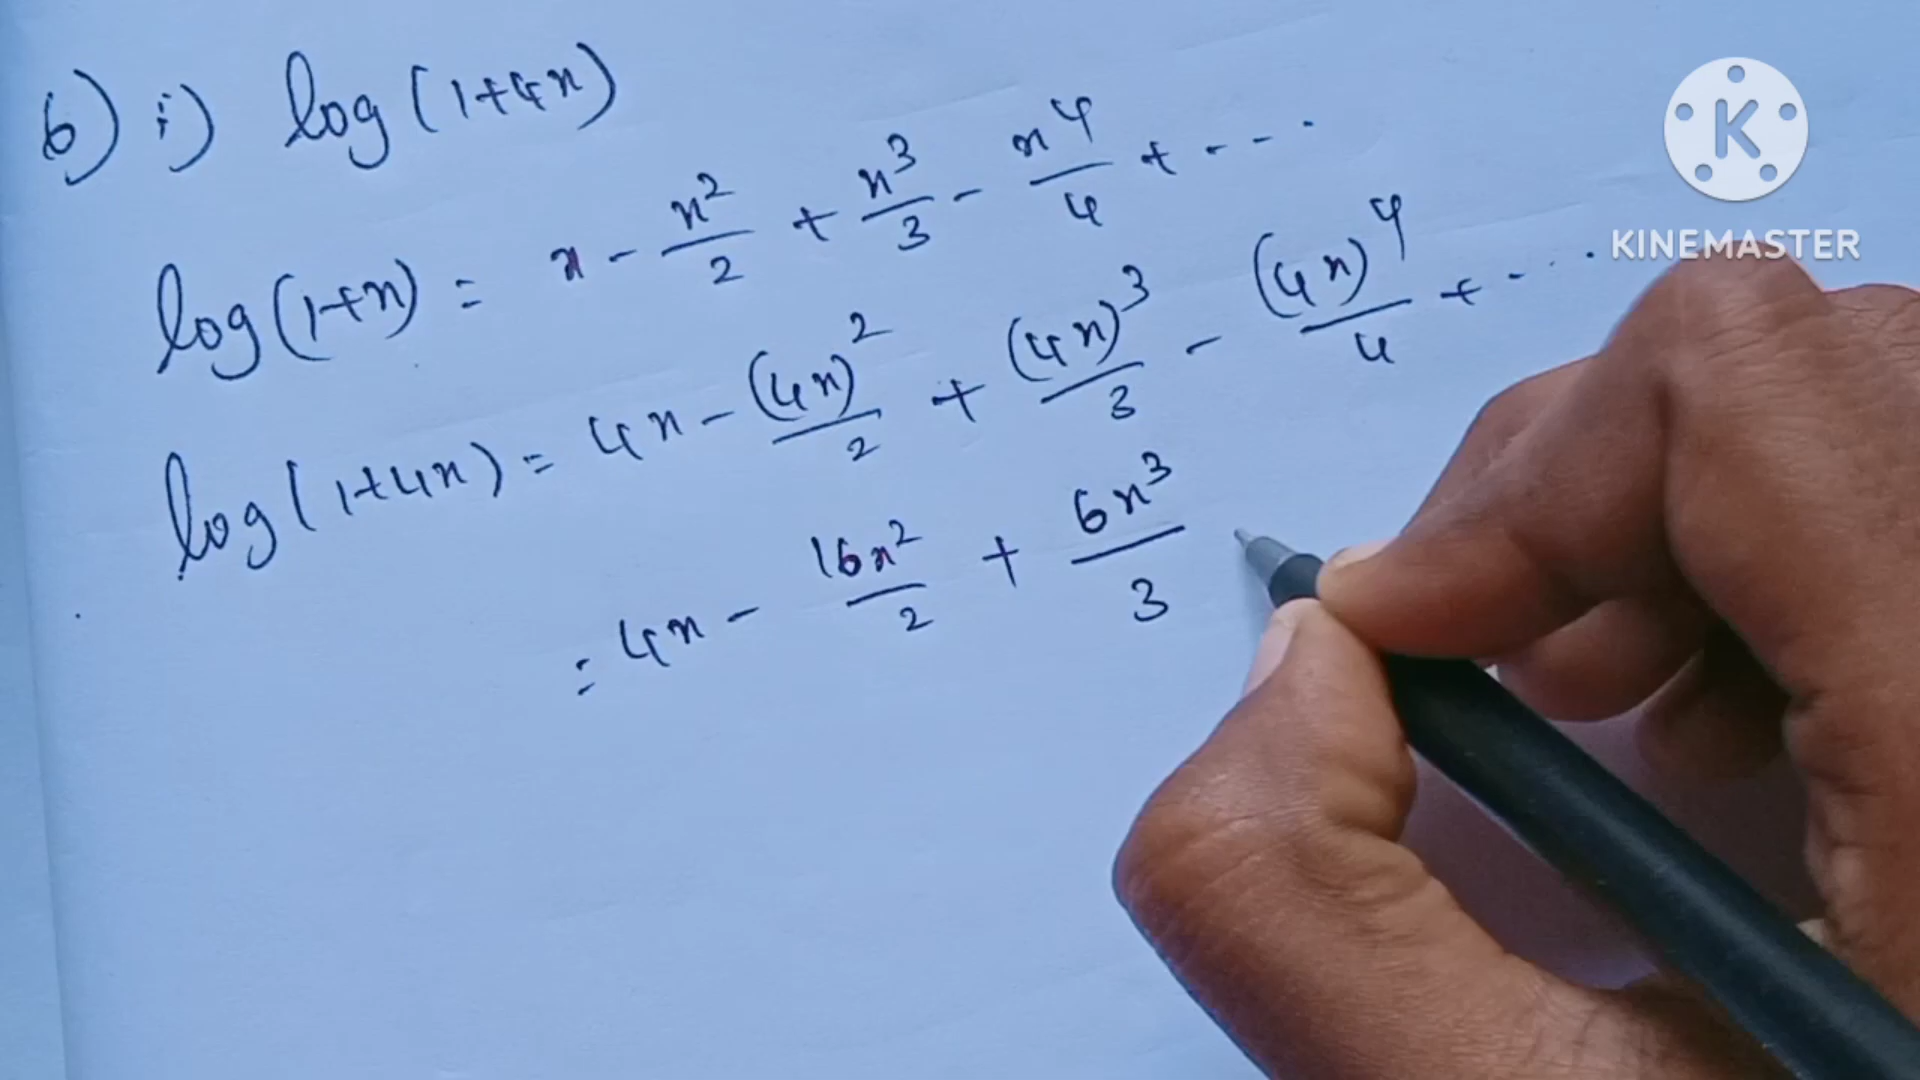 6) i) log(1+4x)
log(1+x) = x - x²/2 + x³/3 - x⁴/4 + ----
log(1+4x) = 4x - (4x)²/2 + (4x)³/3 - (4x)⁴/4 + -....
= 4x - 16x²/2 + 6x³/3
K
KINEMASTER